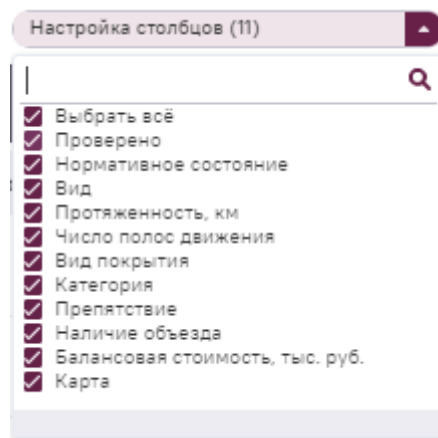 Настройка столбцов (11)
Выбрать всё
Проверено
Нормативное состояние
Вид
Протяженность, км
Число полос движения
Вид покрытия
Категория
Препятствие
Наличие объезда
Балансовая стоимость, тыс. руб.
Карта